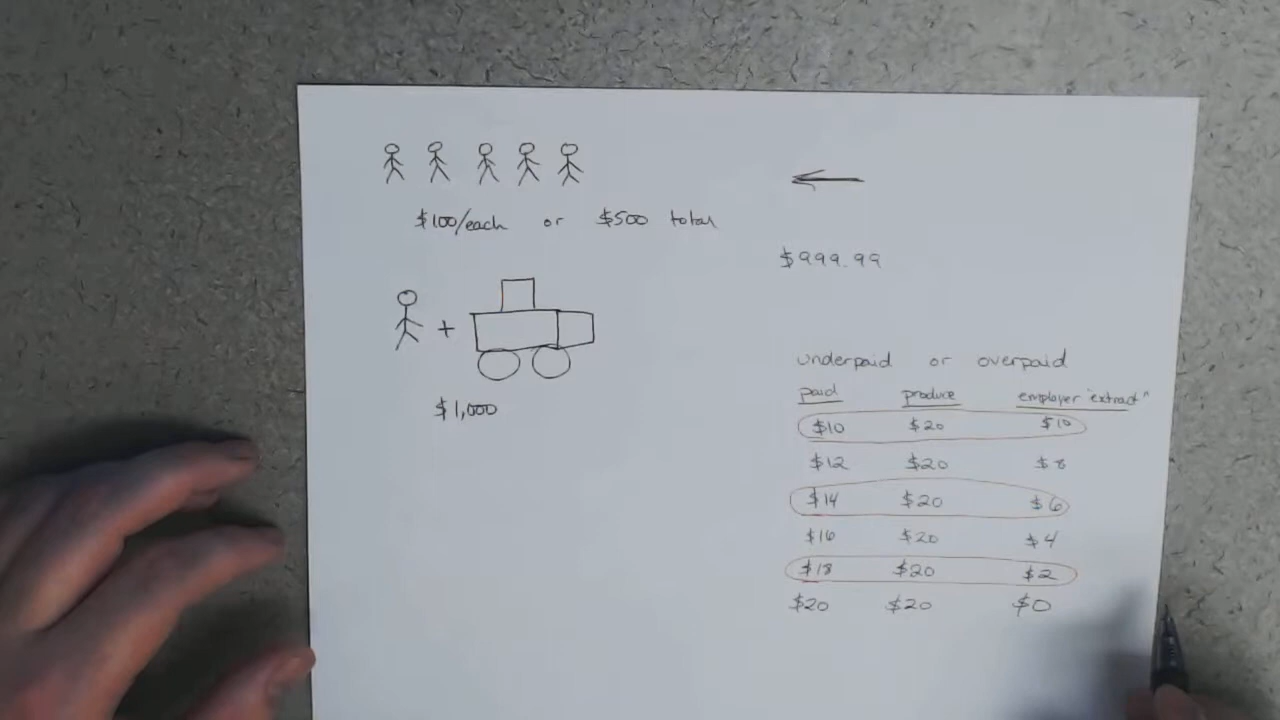 $100/each or $500 total
$999.99
+
$1,000
underpaid or overpaid
paid produce employer "extract"
$10 $20 $10
$12 $20 $8
$14 $20 $6
$16 $20 $4
$18 $20 $2
$20 $20 $0